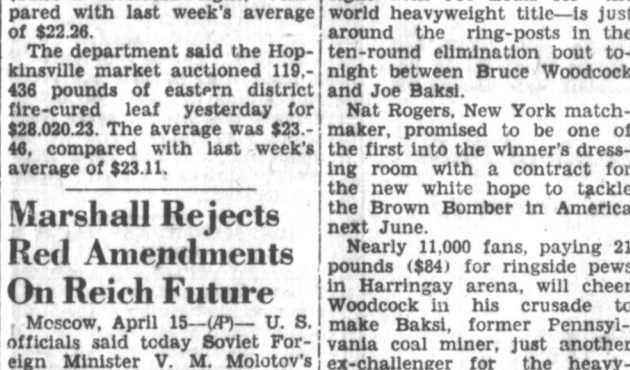 pared with last week's average
of $22.26.
The department said the Hop-
kinsville market auctioned 119,-
436 pounds of eastern district
fire-cured leaf yesterday for
$28.020.23. The average was $23.-
46, compared with last week's
average of $23.11.
Marshall Rejects
Red Amendments
On Reich Future
Moscow, April 15—(AP)— U. S.
officials said today Soviet For-
eign Minister V. M. Molotov's
world heavyweight title—is just
around the ring-posts in the
ten-round elimination bout to-
night between Bruce Woodcock
and Joe Baksi.
Nat Rogers, New York match-
maker, promised to be one of
the first into the winner's dress-
ing room with a contract for
the new white hope to tackle
the Brown Bomber in America
next June.
Nearly 11,000 fans, paying 21
pounds ($84) for ringside pews
in Harringay arena, will cheer
Woodcock in his crusade to
make Baksi, former Pennsyl-
vania coal miner, just another
ex-challenger for the heavy-